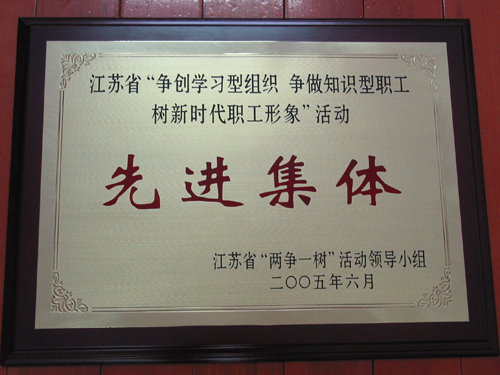 江苏省“争创学习型组织 争做知识型职工
树新时代职工形象”活动
先进集体
江苏省“两争一树”活动领导小组
二〇〇五年六月